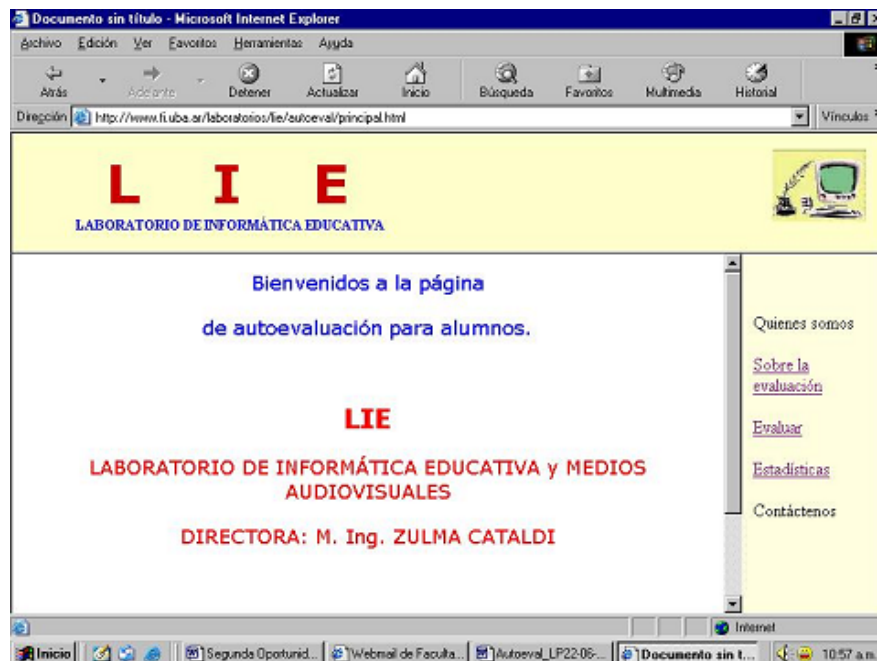 Documento sin título - Microsoft Internet Explorer
Archivo Edición Ver Favoritos Herramientas Ayuda
Atrás Adelante Detener Actualizar Inicio Búsqueda Favoritos Multimedia Historial
Dirección http://www.fi.uba.ar/laboratorios/lie/autoeval/principal.html Vínculos
L I E
LABORATORIO DE INFORMÁTICA EDUCATIVA
Bienvenidos a la página
de autoevaluación para alumnos.
LIE
LABORATORIO DE INFORMÁTICA EDUCATIVA y MEDIOS
AUDIOVISUALES
DIRECTORA: M. Ing. ZULMA CATALDI
Quienes somos
Sobre la
evaluación
Evaluar
Estadísticas
Contáctenos
Internet
Inicio Segunda Oportunid... Webmail de Faculta... Autoeval_LP22-06-... Documento sin t... 10:57 a.m.